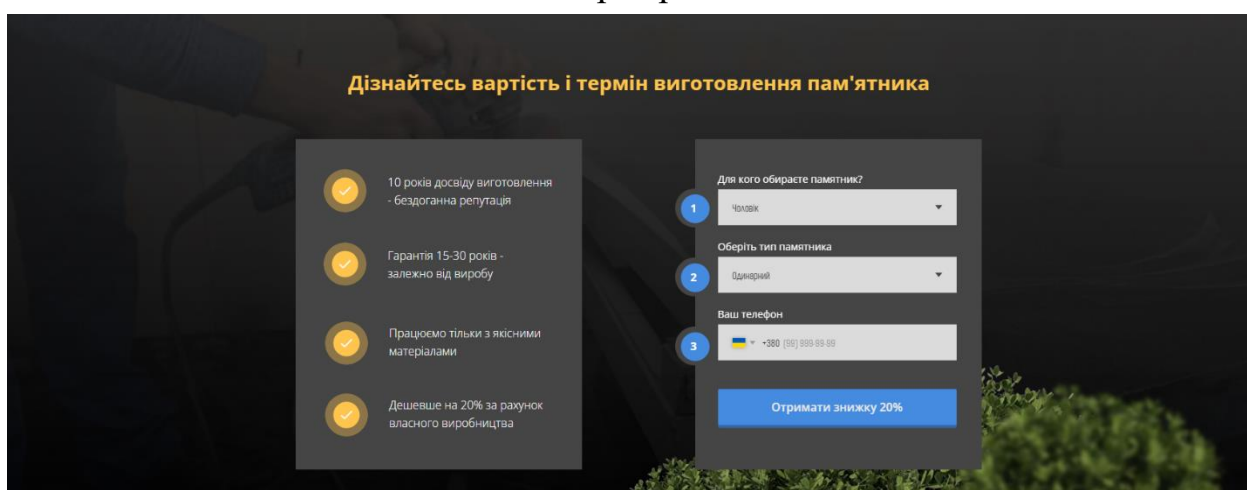 Дізнайтесь вартість і термін виготовлення пам'ятника
10 років досвіду виготовлення
- бездоганна репутація
Гарантія 15-30 років -
залежно від виробу
Працюємо тільки з якісними
матеріалами
Дешевше на 20% за рахунок
власного виробництва
Для кого обираєте памятник?
1
Чоловік
Оберіть тип памятника
2
Одинарний
Ваш телефон
3
+380 (99) 999-99-99
Отримати знижку 20%